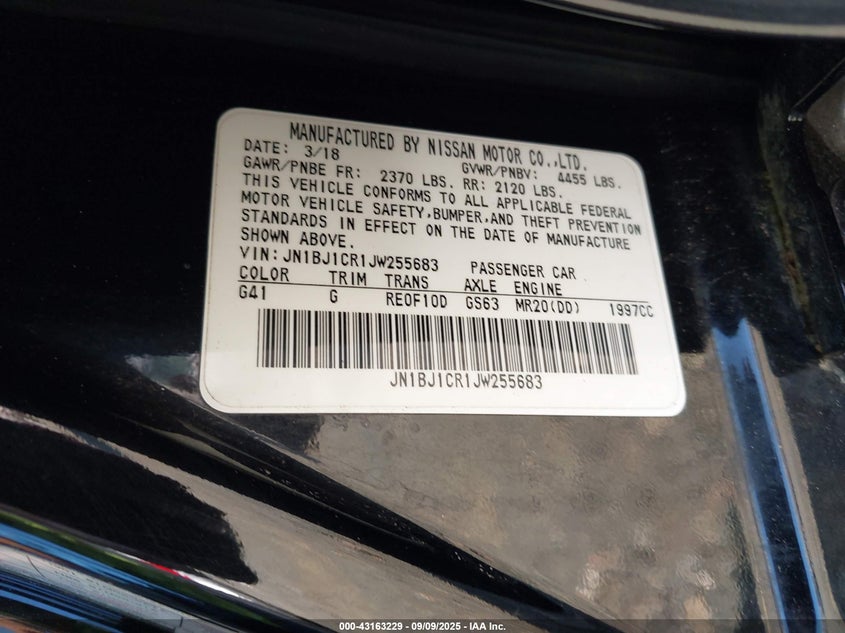 MANUFACTURED BY NISSAN MOTOR CO.,LTD.
DATE: 3/18 GVWR/PNBV: 4455 LBS.
GAWR/PNBE FR: 2370 LBS. RR: 2120 LBS.
THIS VEHICLE CONFORMS TO ALL APPLICABLE FEDERAL
MOTOR VEHICLE SAFETY,BUMPER,AND THEFT PREVENTION
STANDARDS IN EFFECT ON THE DATE OF MANUFACTURE
SHOWN ABOVE.
VIN:JN1BJ1CR1JW255683 PASSENGER CAR
COLOR TRIM TRANS AXLE ENGINE
G41 G RE0F10D GS63 MR20(DD) 1997CC
JN1BJ1CR1JW255683
000-43163229 - 09/09/2025 - IAA Inc.